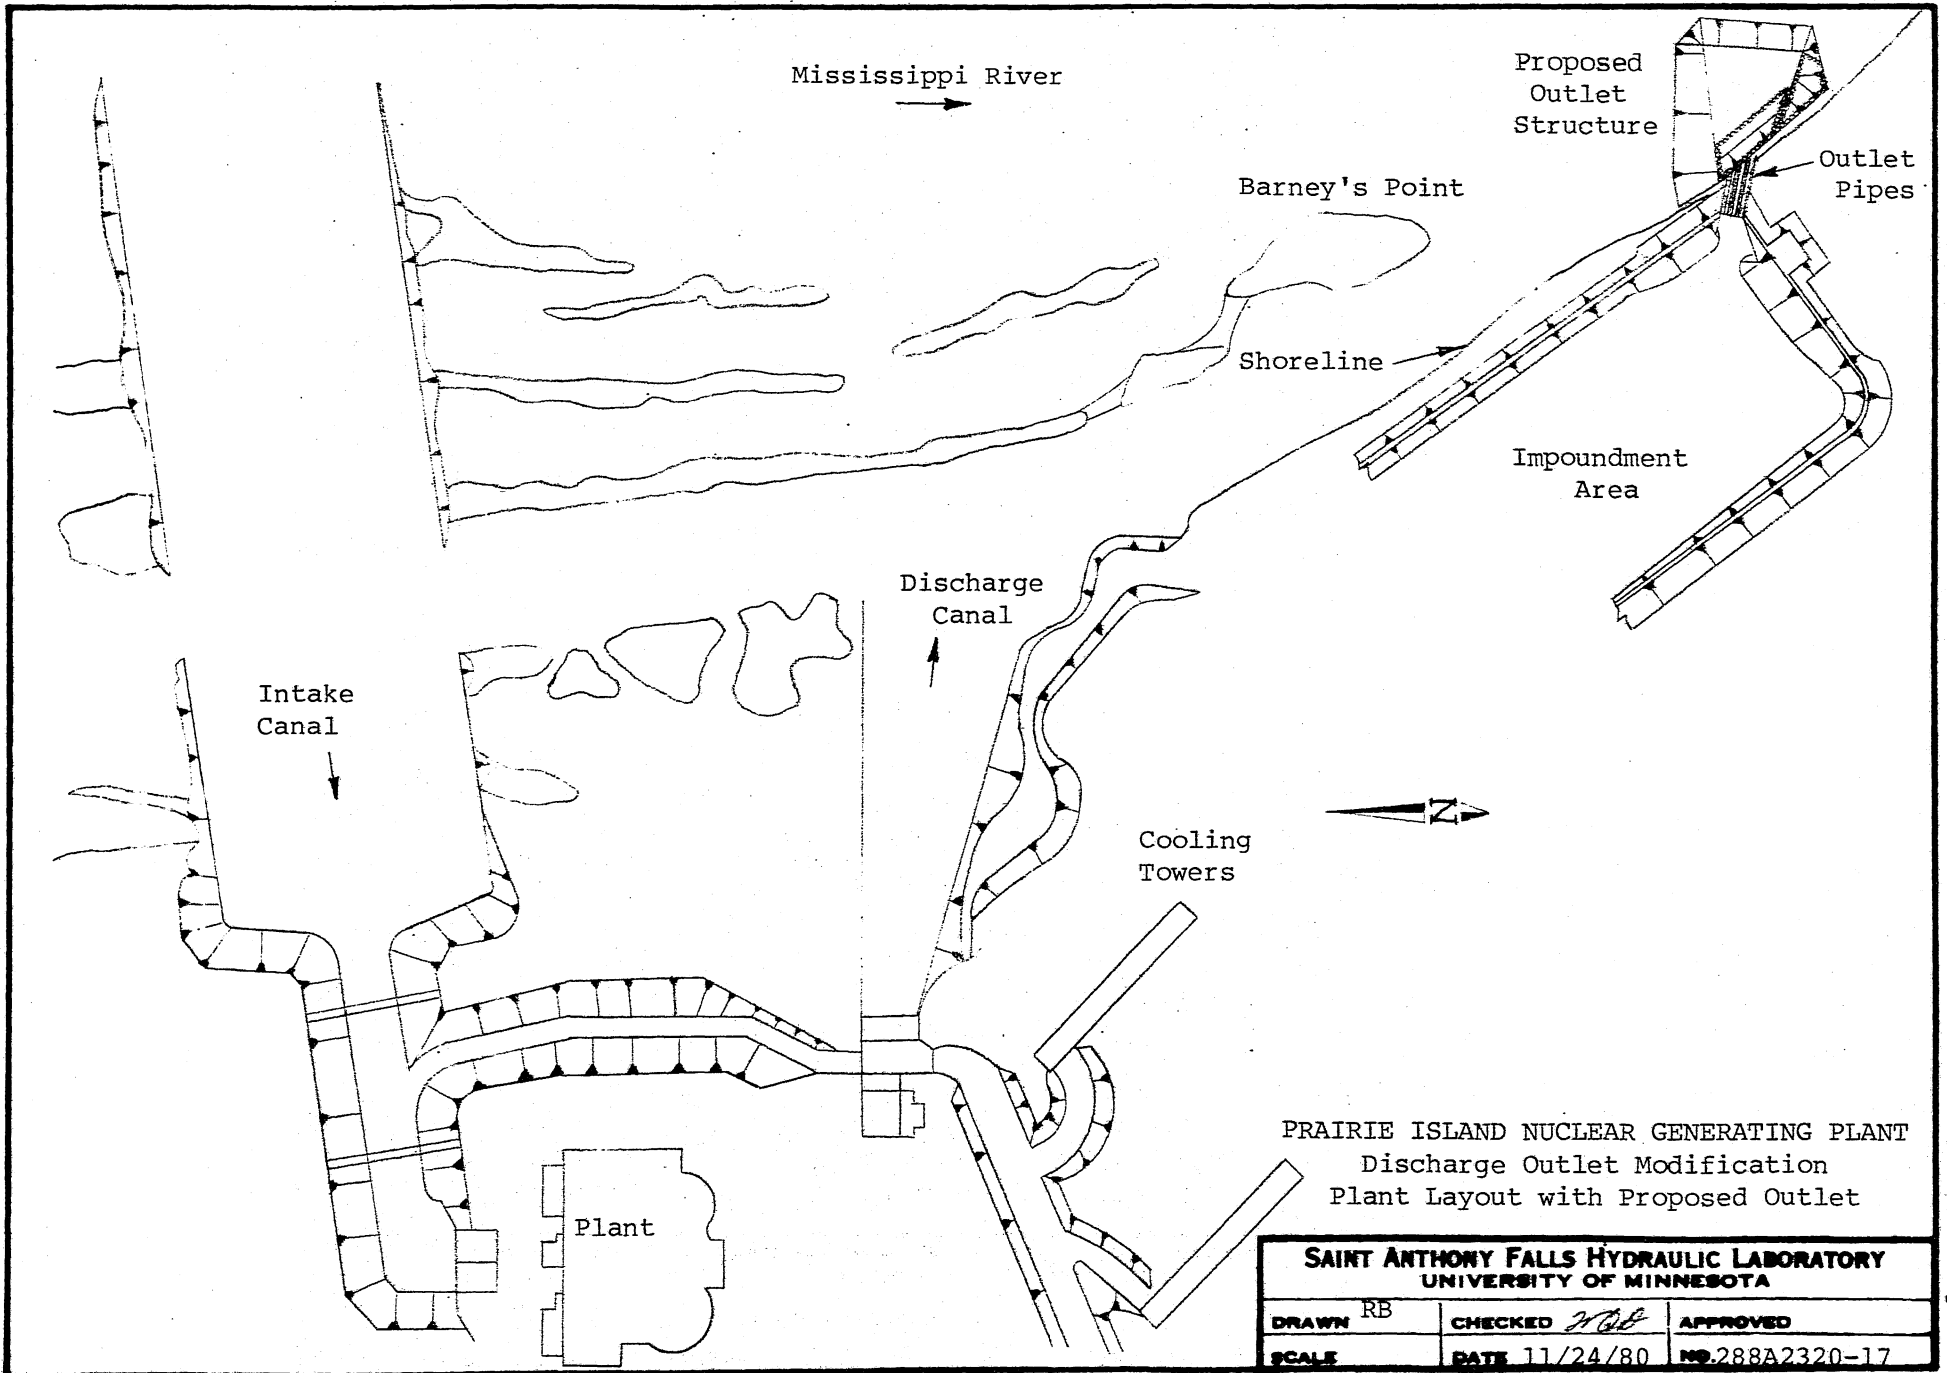 Mississippi River
Proposed
Outlet
Structure
Outlet
Pipes
Barney's Point
Shoreline
Impoundment
Area
Discharge
Canal
Intake
Canal
N
Cooling
Towers
Plant
PRAIRIE ISLAND NUCLEAR GENERATING PLANT
Discharge Outlet Modification
Plant Layout with Proposed Outlet
SAINT ANTHONY FALLS HYDRAULIC LABORATORY
UNIVERSITY OF MINNESOTA
DRAWN RB CHECKED APPROVED
SCALE DATE 11/24/80 NO.288A2320-17